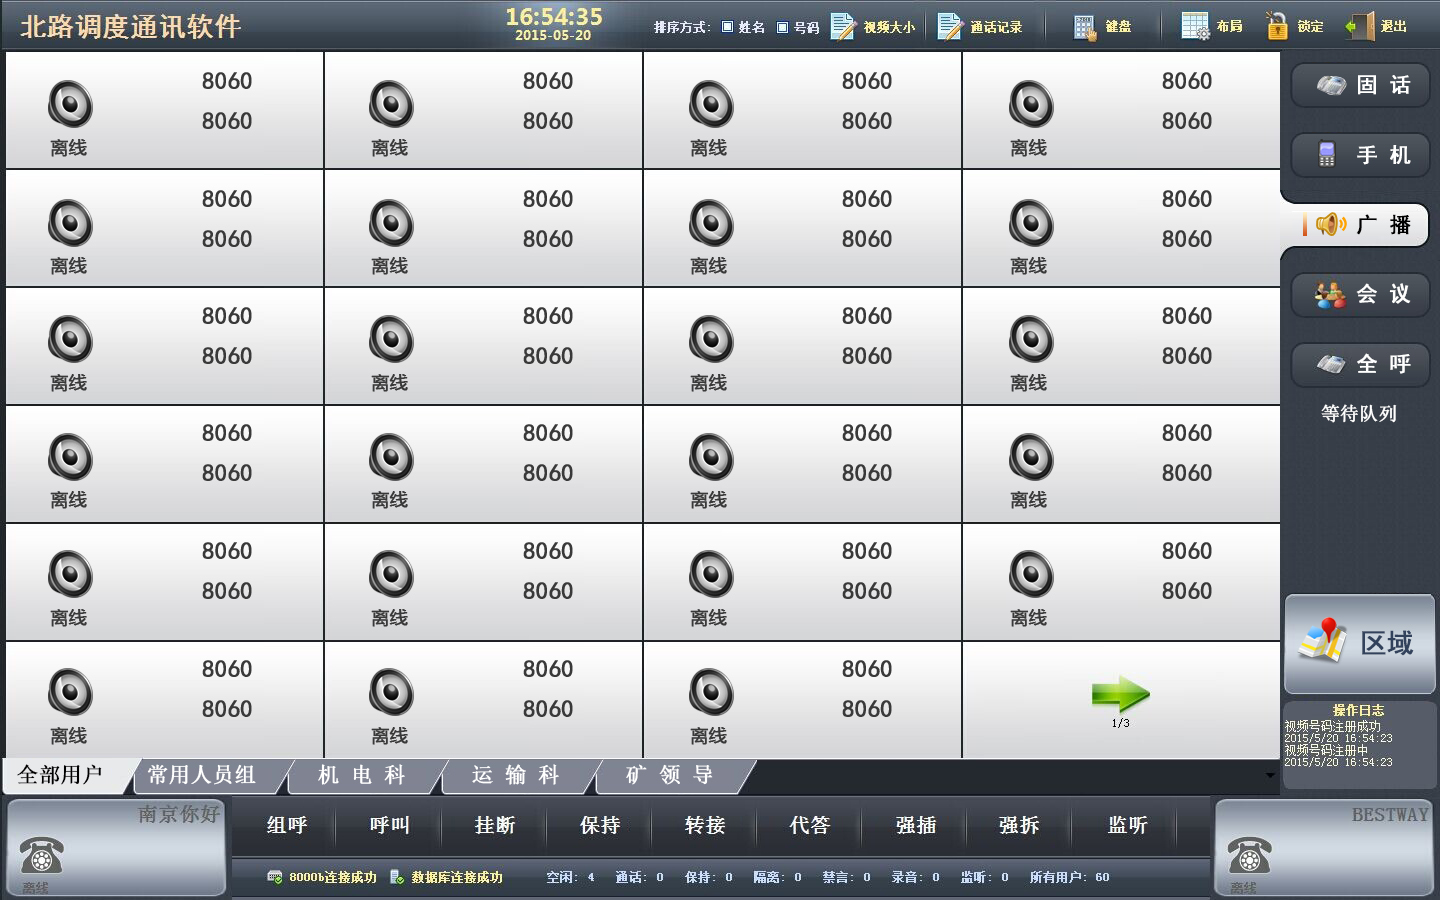 北路调度通讯软件
16:54:35
2015-05-20
排序方式: 姓名 号码 视频大小 通话记录 键盘 布局 锁定 退出
8060 8060 8060 8060
8060 8060 8060 8060
离线 离线 离线 离线
8060 8060 8060 8060
8060 8060 8060 8060
离线 离线 离线 离线
8060 8060 8060 8060
8060 8060 8060 8060
离线 离线 离线 离线
8060 8060 8060 8060
8060 8060 8060 8060
离线 离线 离线 离线
8060 8060 8060 8060
8060 8060 8060 8060
离线 离线 离线 离线
8060 8060 8060
8060 8060 8060
离线 离线 离线
1/3
固 话
手 机
广 播
会 议
全 呼
等待队列
区域
操作日志
视频号码注册成功
2015/5/20 16:54:23
视频号码注册中
2015/5/20 16:54:23
全部用户 常用人员组 机 电 科 运 输 科 矿 领 导
南京你好
离线
组呼 呼叫 挂断 保持 转接 代答 强插 强拆 监听
8000b连接成功 数据库连接成功 空闲: 4 通话: 0 保持: 0 隔离: 0 禁言: 0 录音: 0 监听: 0 所有用户: 60
BESTWAY
离线